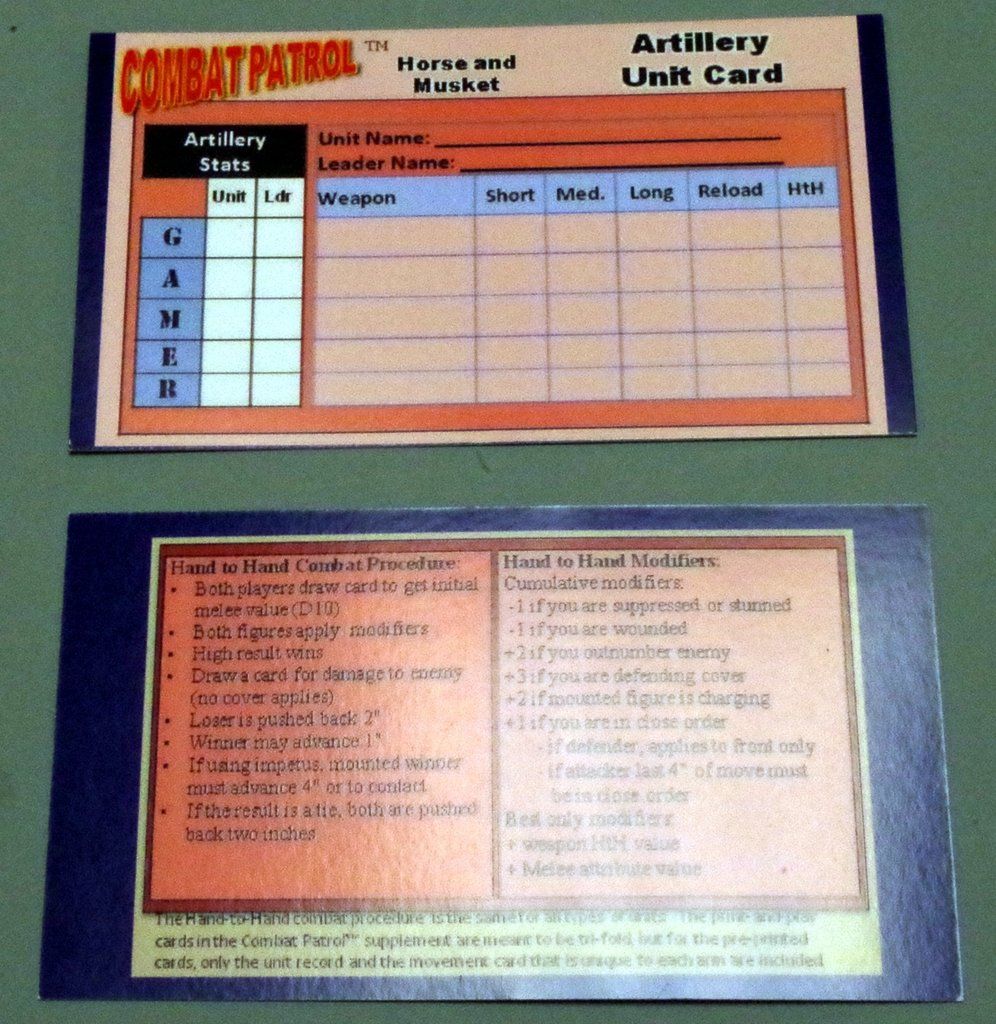 COMBAT PATROL ™
Horse and
Musket
Artillery
Unit Card
Artillery
Stats
Unit Name:
Leader Name:
Unit Ldr
Weapon Short Med. Long Reload HtH
G
A
M
E
R
Hand to Hand Combat Procedure:
• Both players draw card to get initial
melee value (D10)
• Both figures apply modifiers
• High result wins
• Draw a card for damage to enemy
(no cover applies)
• Loser is pushed back 2"
• Winner may advance 1"
• If using impetus, mounted winner
must advance 4" or to contact
• If the result is a tie, both are pushed
back two inches
Hand to Hand Modifiers:
Cumulative modifiers:
-1 if you are suppressed or stunned
-1 if you are wounded
+2 if you outnumber enemy
+3 if you are defending cover
+2 if mounted figure is charging
+1 if you are in close order
- if defender, applies to front only
- if attacker last 4" of move must
be in close order
Best only modifiers:
+ weapon HtH value
+ Melee attribute value
The Hand-to-Hand combat procedure is the same for all types of units. The print-and-play
cards in the Combat Patrol™ supplement are meant to be tri-fold, but for the pre-printed
cards, only the unit record and the movement card that is unique to each arm are included